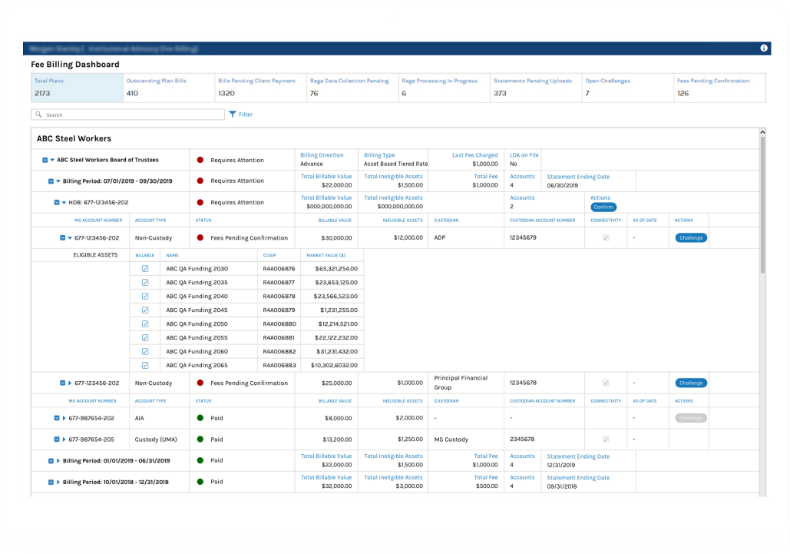 Fee Billing Dashboard
Total Plans Outstanding Plan Bills Bills Pending Client Payment Rage Data Collection Pending Rage Processing In Progress Statements Pending Uploads Open Challenges Fees Pending Confirmation
2173 410 1320 76 6 373 7 126
Search Filter
ABC Steel Workers
Billing Direction Billing Type Last Fee Charged LOA on File
ABC Steel Workers Board of Trustees Requires Attention Advance Asset Based Tiered Rate $1,000.00 No
Total Billable Value Total Ineligible Assets Total Fee Accounts Statement Ending Date
Billing Period: 07/01/2019 - 09/30/2019 Requires Attention $22,000.00 $1,500.00 $1,000.00 4 06/30/2019
Total Billable Value Total Ineligible Assets Accounts Actions
HDB: 677-123456-202 Requires Attention $000,000,000.00 $000,000,000.00 2 Confirm
MS ACCOUNT NUMBER ACCOUNT TYPE STATUS BILLABLE VALUE INELIGIBLE ASSETS CUSTODIAN CUSTODIAN ACCOUNT NUMBER CONNECTIVITY AS OF DATE ACTIONS
677-123456-202 Non-Custody Fees Pending Confirmation $30,000.00 $12,000.00 ADP 12345679 - Challenge
ELIGIBLE ASSETS BILLABLE NAME CUSIP MARKET VALUE ($)
ABC QA Funding 2030 R4A006876 $65,321,254.00
ABC QA Funding 2035 R4A006877 $23,653,125.00
ABC QA Funding 2040 R4A006878 $23,566,523.00
ABC QA Funding 2045 R4A006879 $1,231,255.00
ABC QA Funding 2050 R4A006880 $12,214,521.00
ABC QA Funding 2055 R4A006881 $22,122,232.00
ABC QA Funding 2060 R4A006882 $31,231,432.00
ABC QA Funding 2065 R4A006883 $10,302,6032.00
677-123456-202 Non-Custody Fees Pending Confirmation $25,000.00 $1,000.00 Principal Financial Group 12345678 - Challenge
MS ACCOUNT NUMBER ACCOUNT TYPE STATUS BILLABLE VALUE INELIGIBLE ASSETS CUSTODIAN CUSTODIAN ACCOUNT NUMBER CONNECTIVITY AS OF DATE ACTIONS
677-987654-202 AIA Paid $8,000.00 $2,000.00 - - - Challenge
677-987654-205 Custody (UMA) Paid $13,200.00 $1,250.00 MS Custody 2345678 -
Total Billable Value Total Ineligible Assets Total Fee Accounts Statement Ending Date
Billing Period: 01/01/2019 - 06/31/2019 Paid $22,000.00 $1,500.00 $1,000.00 4 12/31/2019
Total Billable Value Total Ineligible Assets Total Fee Accounts Statement Ending Date
Billing Period: 10/01/2018 - 12/31/2018 Paid $32,000.00 $3,000.00 $500.00 4 08/31/2018